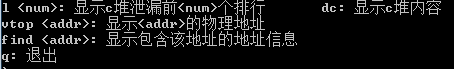 l <num>: 显示c堆泄漏前<num>个排行 dc: 显示c堆内容
vtop <addr>: 显示<addr>的物理地址
find <addr>: 显示包含该地址的地址信息
q: 退出